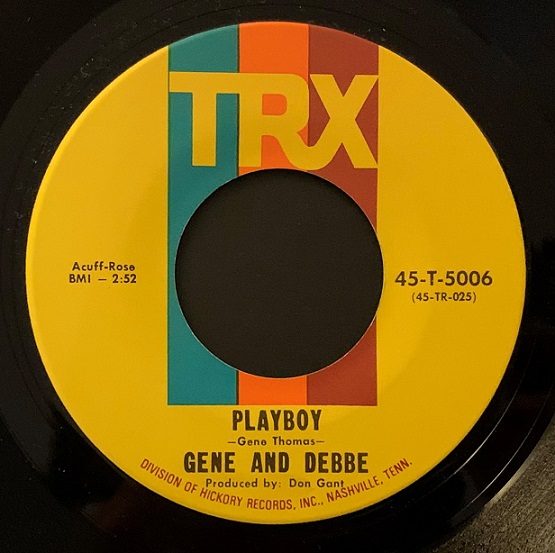 TRX
Acuff-Rose
BMI — 2:52
45-T-5006
(45-TR-025)
PLAYBOY
—Gene Thomas—
GENE AND DEBBE
Produced by: Don Gant
DIVISION OF HICKORY RECORDS, INC., NASHVILLE, TENN.